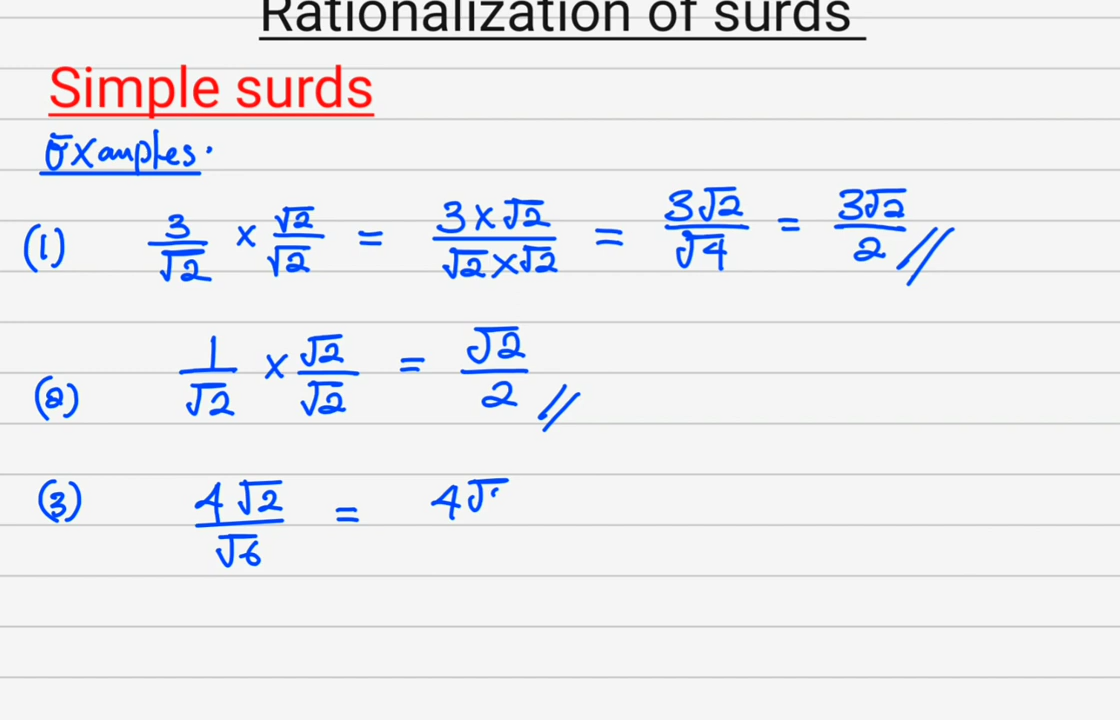 Rationalization of surds
Simple surds
Examples.
(1) 3/√2 × √2/√2 = 3×√2/√2×√2 = 3√2/√4 = 3√2/2 //
(2) 1/√2 × √2/√2 = √2/2 //
(3) 4√2/√6 = 4√